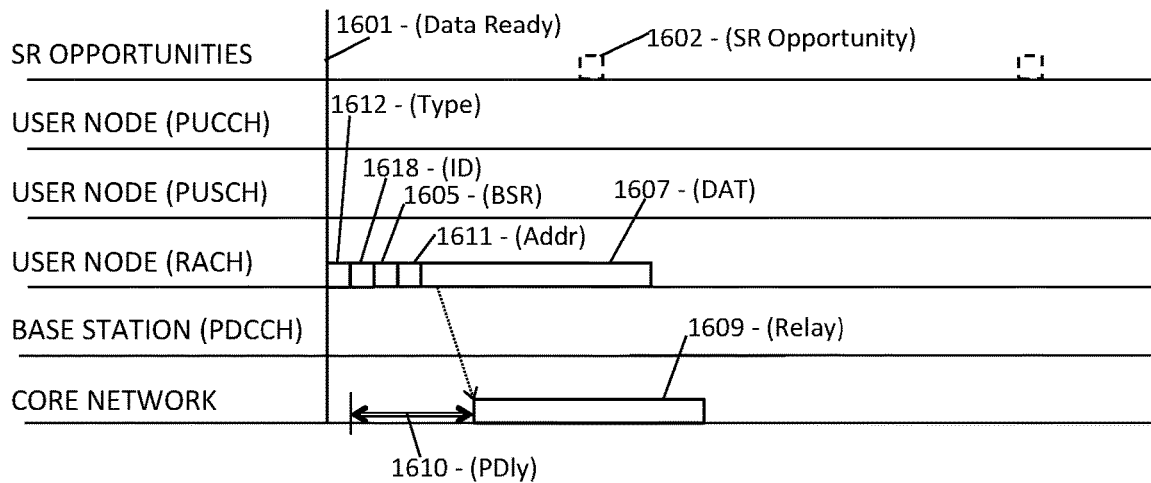 1601 - (Data Ready)
1602 - (SR Opportunity)
SR OPPORTUNITIES
1612 - (Type)
USER NODE (PUCCH)
1618 - (ID)
USER NODE (PUSCH)
1605 - (BSR)
1607 - (DAT)
1611 - (Addr)
USER NODE (RACH)
BASE STATION (PDCCH)
1609 - (Relay)
CORE NETWORK
1610 - (PDly)